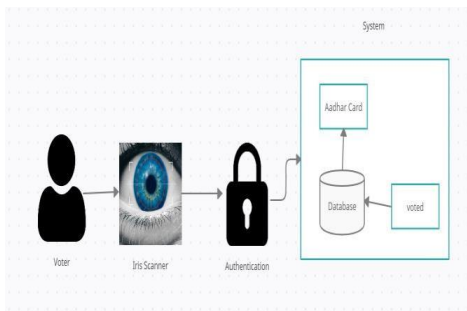 System
Aadhar Card
Database
voted
Voter
Iris Scanner
Authentication